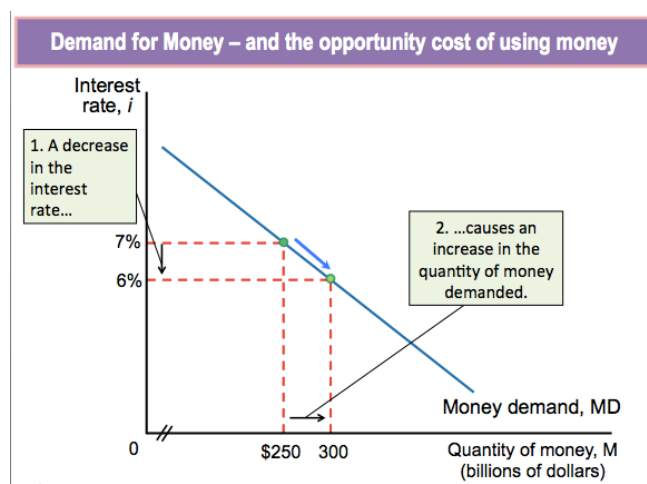 Demand for Money – and the opportunity cost of using money
Interest
rate, i
1. A decrease
in the
interest
rate…
7%
6%
2. …causes an
increase in the
quantity of money
demanded.
Money demand, MD
0
$250
300
Quantity of money, M
(billions of dollars)